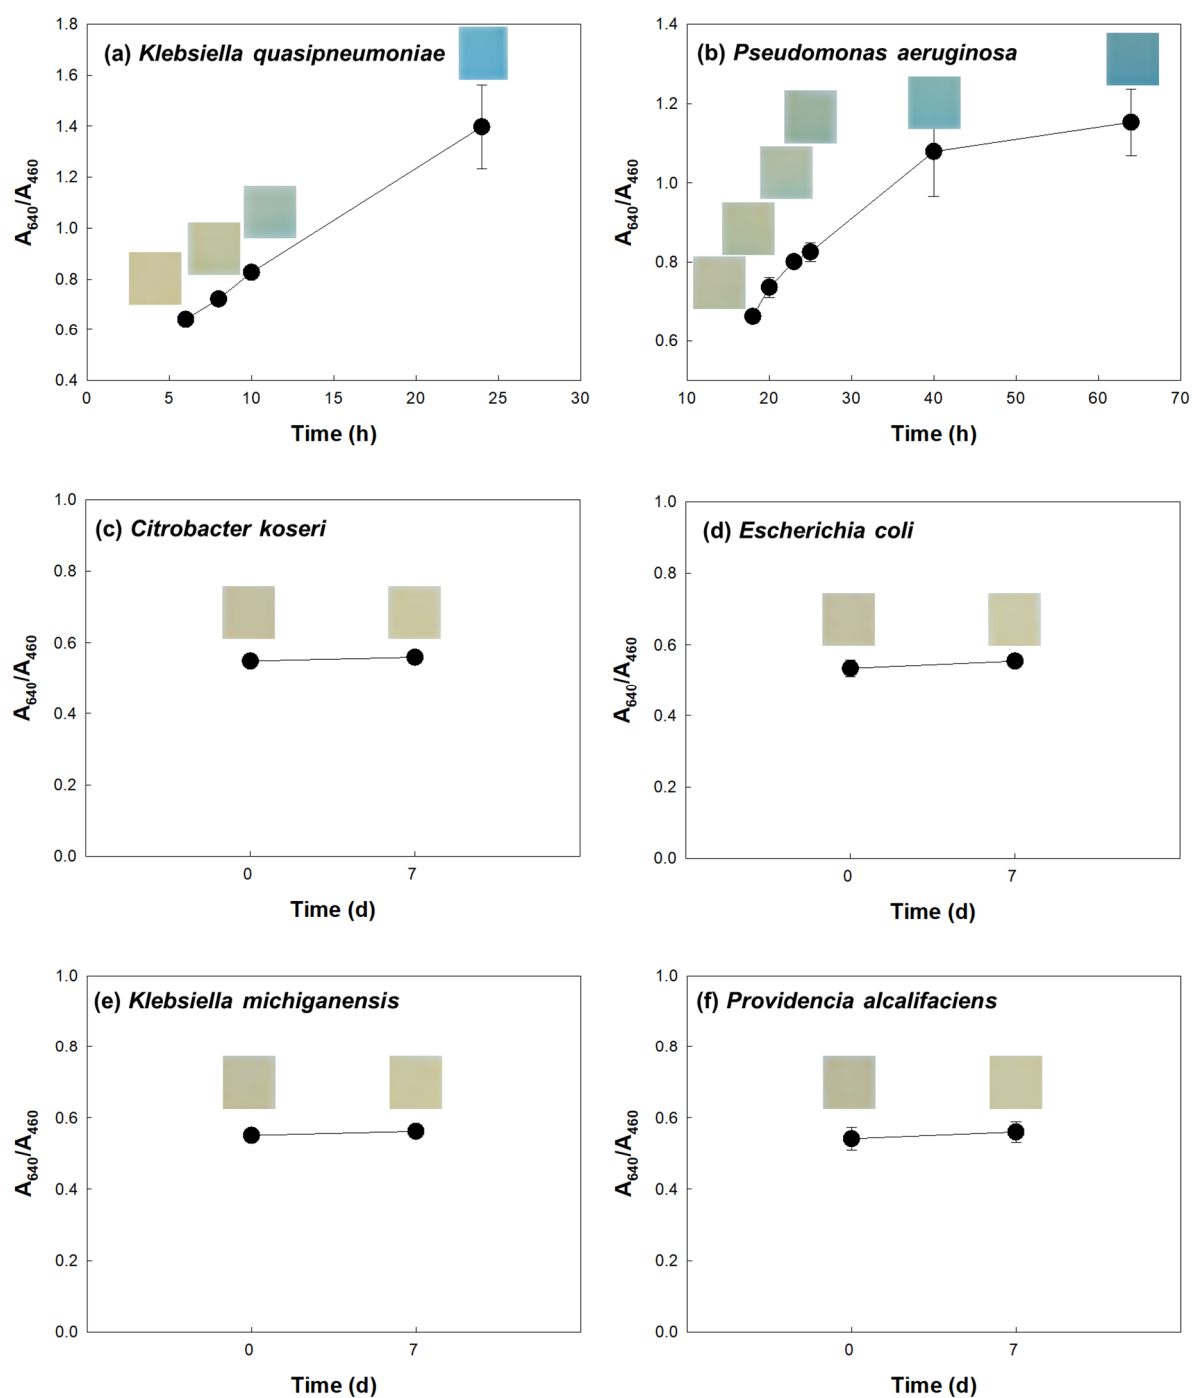 (a) Klebsiella quasipneumoniae
A640/A460
1.8
1.6
1.4
1.2
1.0
0.8
0.6
0.4
0 5 10 15 20 25 30
Time (h)
(b) Pseudomonas aeruginosa
A640/A460
1.4
1.2
1.0
0.8
0.6
10 20 30 40 50 60 70
Time (h)
(c) Citrobacter koseri
A640/A460
1.0
0.8
0.6
0.4
0.2
0.0
0 7
Time (d)
(d) Escherichia coli
A640/A460
1.0
0.8
0.6
0.4
0.2
0.0
0 7
Time (d)
(e) Klebsiella michiganensis
A640/A460
1.0
0.8
0.6
0.4
0.2
0.0
0 7
Time (d)
(f) Providencia alcalifaciens
A640/A460
1.0
0.8
0.6
0.4
0.2
0.0
0 7
Time (d)